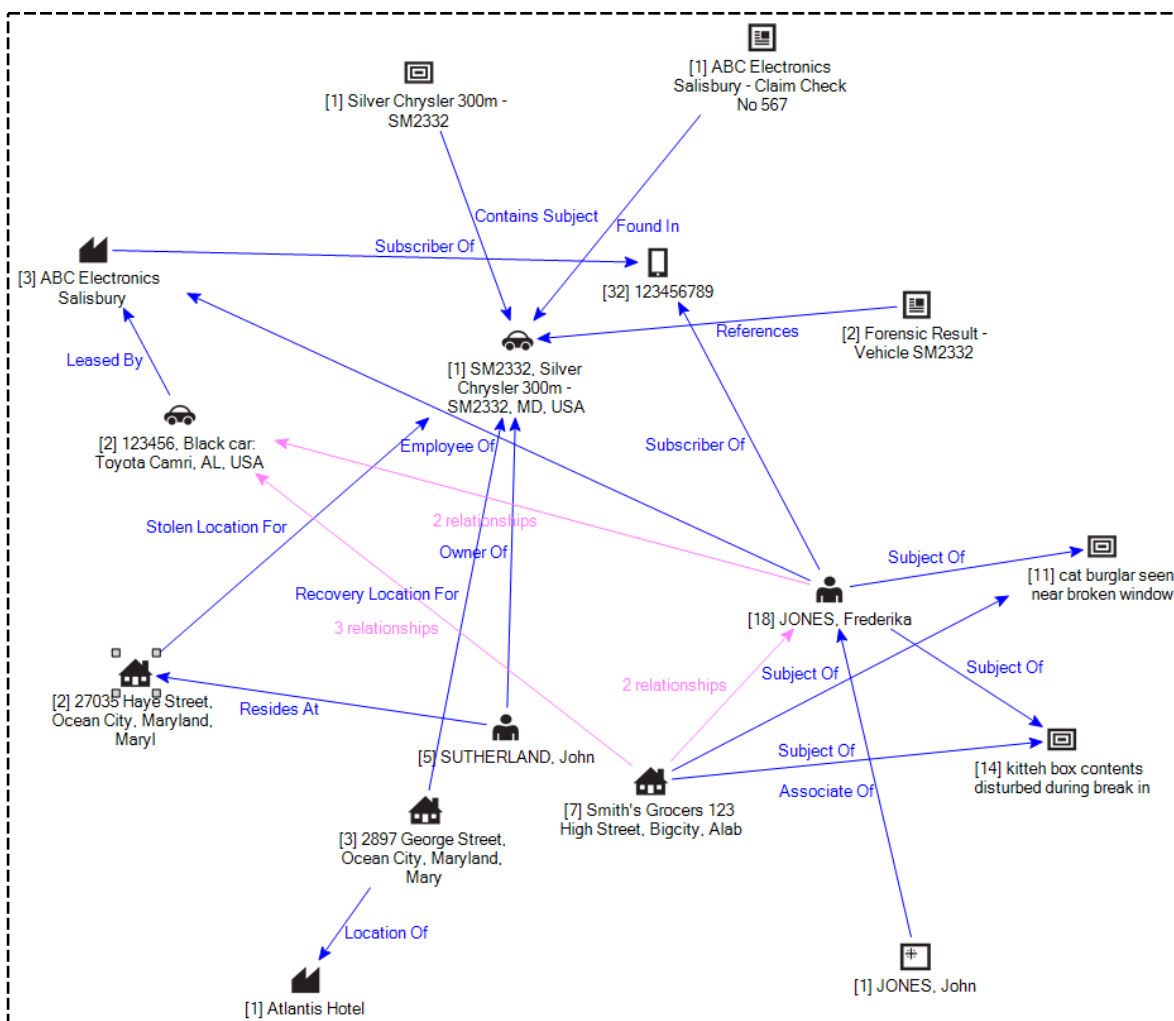 [1] ABC Electronics
Salisbury - Claim Check
No 567
[1] Silver Chrysler 300m -
SM2332
Contains Subject
Found In
Subscriber Of
[3] ABC Electronics
Salisbury
[32] 123456789
References
[2] Forensic Result -
Vehicle SM2332
Leased By
[1] SM2332, Silver
Chrysler 300m -
SM2332, MD, USA
[2] 123456, Black car:
Toyota Camri, AL, USA
Employee Of
Subscriber Of
Stolen Location For
2 relationships
Owner Of
Subject Of
[11] cat burglar seen
near broken window
Recovery Location For
3 relationships
[18] JONES, Frederika
[2] 27035 Haye Street,
Ocean City, Maryland,
Maryl
Resides At
2 relationships
Subject Of
Subject Of
[5] SUTHERLAND, John
Subject Of
[14] kitteh box contents
disturbed during break in
Associate Of
[7] Smith's Grocers 123
High Street, Bigcity, Alab
[3] 2897 George Street,
Ocean City, Maryland,
Mary
Location Of
[1] Atlantis Hotel
[1] JONES, John